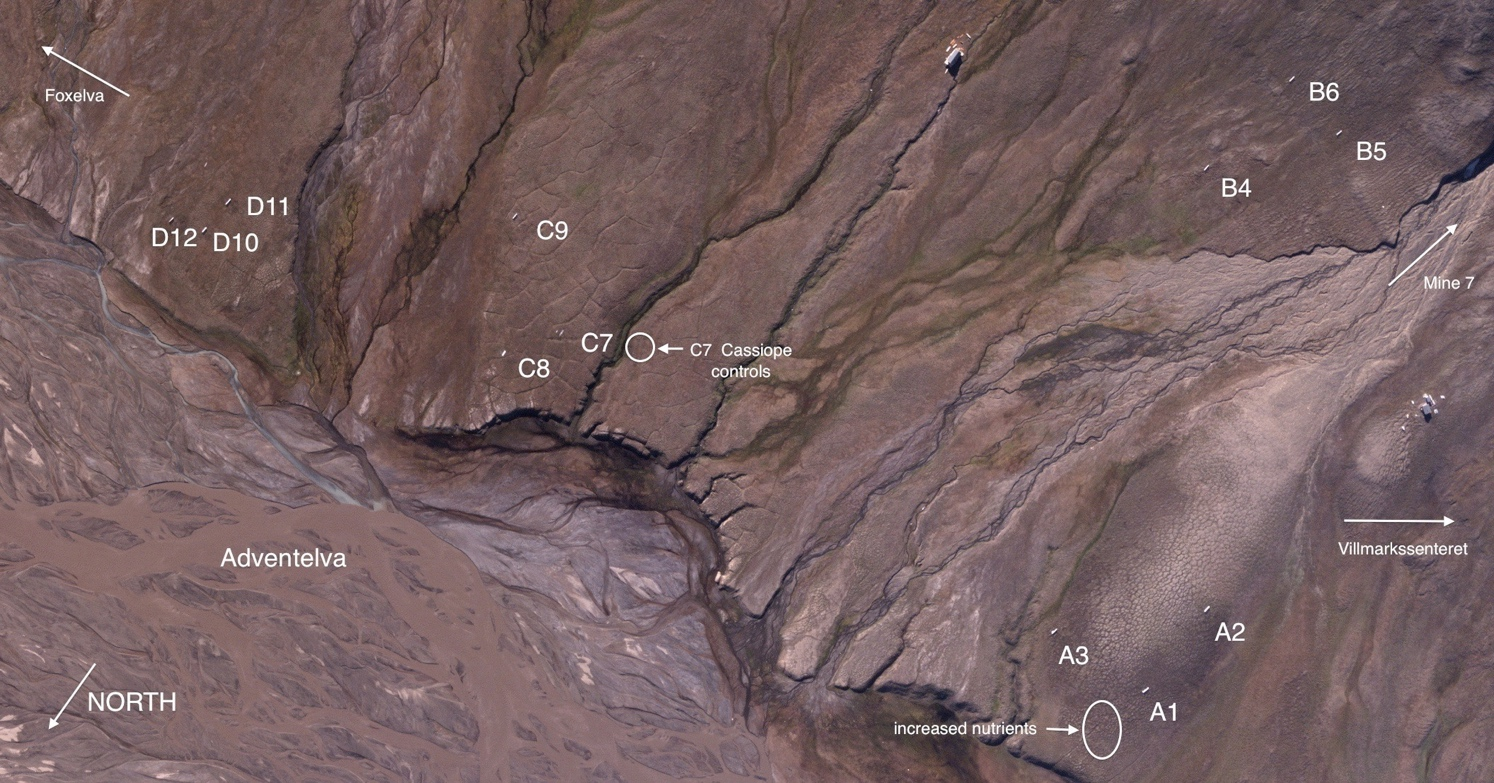 Foxelva
B6
B5
B4
D11
D12
D10
C9
Mine 7
C7
C7 Cassiope
controls
C8
Villmarkssenteret
Adventelva
A2
A3
NORTH
A1
increased nutrients